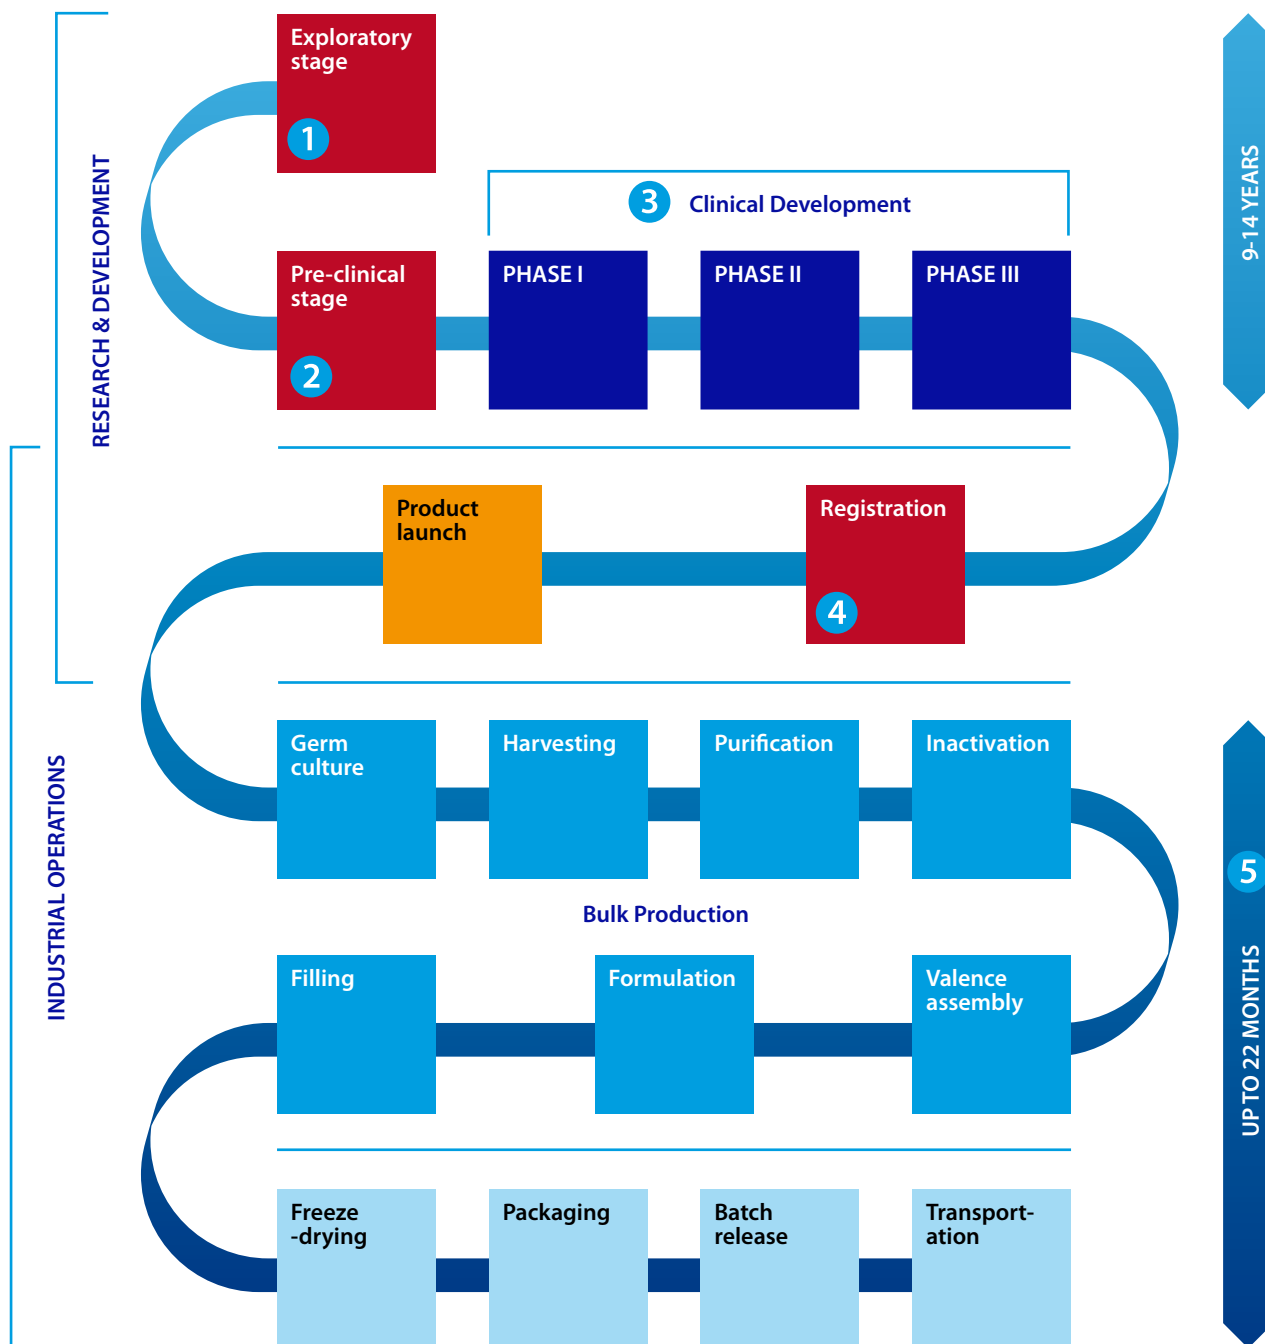 Exploratory
stage
1
3 Clinical Development
Pre-clinical
stage
2
PHASE I
PHASE II
PHASE III
RESEARCH & DEVELOPMENT
9-14 YEARS
Product
launch
Registration
4
Germ
culture
Harvesting
Purification
Inactivation
INDUSTRIAL OPERATIONS
Bulk Production
Filling
Formulation
Valence
assembly
5
UP TO 22 MONTHS
Freeze
-drying
Packaging
Batch
release
Transport-
ation